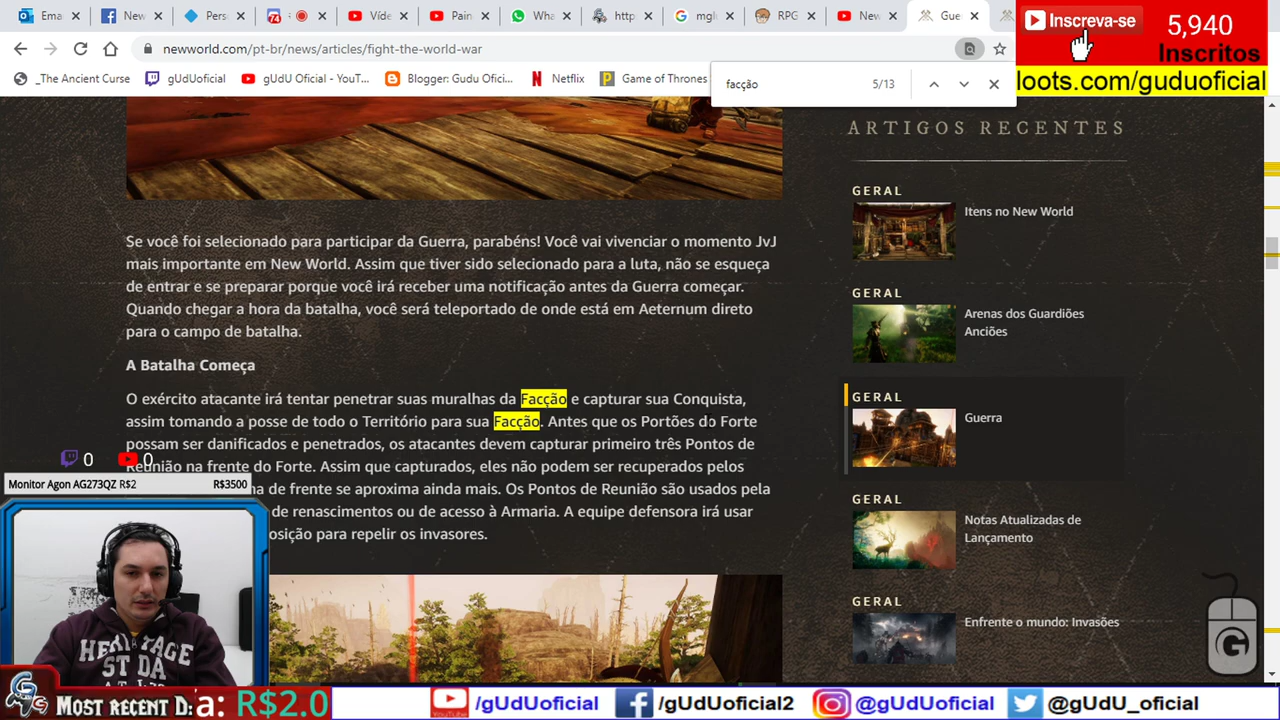 Ema
New
Pers
Víde
Pain
Wha
http
mglu
RPG
New
Gue
newworld.com/pt-br/news/articles/fight-the-world-war
_The Ancient Curse
gUdUoficial
gUdU Oficial - YouT...
Blogger: Gudu Ofici...
Netflix
Game of Thrones
facção
5/13
Inscreva-se
5,940
Inscritos
loots.com/guduoficial
Se você foi selecionado para participar da Guerra, parabéns! Você vai vivenciar o momento JvJ
mais importante em New World. Assim que tiver sido selecionado para a luta, não se esqueça
de entrar e se preparar porque você irá receber uma notificação antes da Guerra começar.
Quando chegar a hora da batalha, você será teleportado de onde está em Aeternum direto
para o campo de batalha.
A Batalha Começa
O exército atacante irá tentar penetrar suas muralhas da Facção e capturar sua Conquista,
assim tomando a posse de todo o Território para sua Facção. Antes que os Portões do Forte
possam ser danificados e penetrados, os atacantes devem capturar primeiro três Pontos de
Reunião na frente do Forte. Assim que capturados, eles não podem ser recuperados pelos
na de frente se aproxima ainda mais. Os Pontos de Reunião são usados pela
de renascimentos ou de acesso à Armaria. A equipe defensora irá usar
osição para repelir os invasores.
ARTIGOS RECENTES
GERAL
Itens no New World
GERAL
Arenas dos Guardiões
Anciões
GERAL
Guerra
GERAL
Notas Atualizadas de
Lançamento
GERAL
Enfrente o mundo: Invasões
0
0
Monitor Agon AG273QZ R$2
R$3500
HERITAGE
G
Most recent D:
a: R$2.0
/gUdUoficial
/gUdUoficial2
@gUdUoficial
@gUdU_oficial